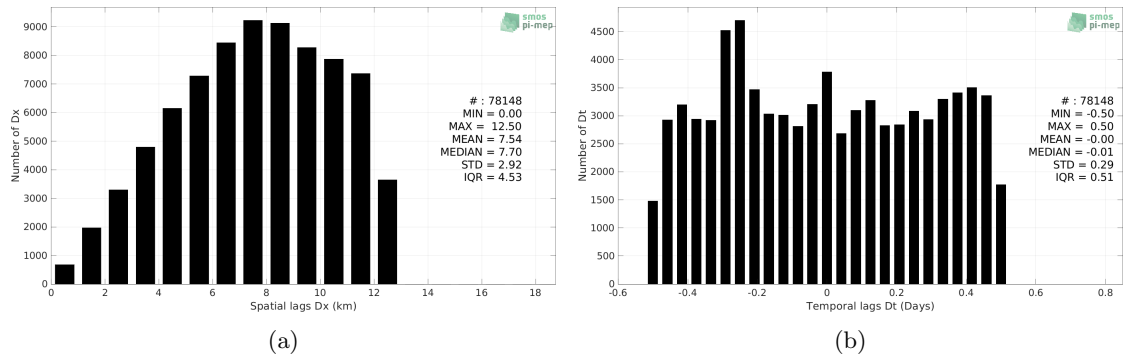 smos
pi-mep
9000
8000
7000
6000
5000
4000
3000
2000
1000
0
Number of Dx
# : 78148
MIN = 0.00
MAX = 12.50
MEAN = 7.54
MEDIAN = 7.70
STD = 2.92
IQR = 4.53
0 2 4 6 8 10 12 14 16 18
Spatial lags Dx (km)
(a)
smos
pi-mep
4500
4000
3500
3000
2500
2000
1500
1000
500
0
Number of Dt
# : 78148
MIN = -0.50
MAX = 0.50
MEAN = -0.00
MEDIAN = -0.01
STD = 0.29
IQR = 0.51
-0.6 -0.4 -0.2 0 0.2 0.4 0.6 0.8
Temporal lags Dt (Days)
(b)